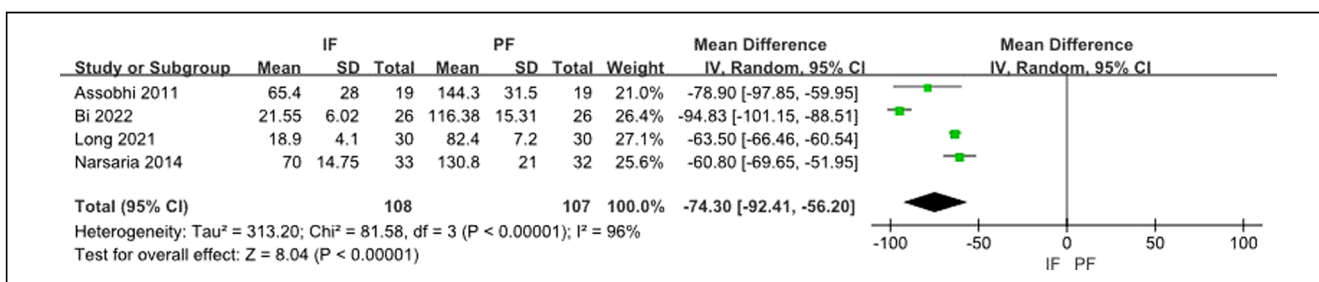 IF PF Mean Difference Mean Difference
Study or Subgroup Mean SD Total Mean SD Total Weight IV, Random, 95% CI IV, Random, 95% CI
Assobhi 2011 65.4 28 19 144.3 31.5 19 21.0% -78.90 [-97.85, -59.95]
Bi 2022 21.55 6.02 26 116.38 15.31 26 26.4% -94.83 [-101.15, -88.51]
Long 2021 18.9 4.1 30 82.4 7.2 30 27.1% -63.50 [-66.46, -60.54]
Narsaria 2014 70 14.75 33 130.8 21 32 25.6% -60.80 [-69.65, -51.95]
Total (95% CI) 108 107 100.0% -74.30 [-92.41, -56.20]
Heterogeneity: Tau² = 313.20; Chi² = 81.58, df = 3 (P < 0.00001); I² = 96%
Test for overall effect: Z = 8.04 (P < 0.00001)
-100 -50 0 50 100
IF PF